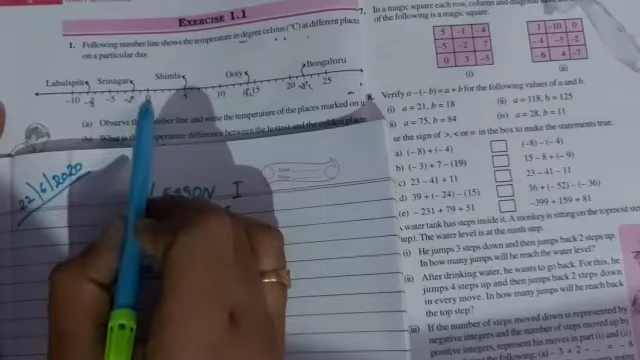 EXERCISE 1.1
1. Following number line shows the temperature in degree celsius (°C) at different places
on a particular day.
Lahulspiti Srinagar Shimla Ooty Bengaluru
–10 –5 0 5 10 15 20 25
(a) Observe number line and write the temperature of the places marked on it.
(b) What is temperature difference between the hottest and the coldest
22/6/2020
LESSON I
7. In a magic square each row, column and
of the following is a magic square.
5 –1 –4
–5 –2 7
0 3 –3
(i)
1 –10 0
–4 –3 –2
–6 4 –7
(ii)
8. Verify a – (– b) = a + b for the following values of a and b.
(i) a = 21, b = 18
(ii) a = 118, b = 125
a = 75, b = 84
(iv) a = 28, b = 11
se the sign of >, < or = in the box to make the statements true.
a) (–8) + (–4) (–8) – (–4)
b) (–3) + 7 – (19) 15 – 8 + (–9)
c) 23 – 41 + 11 23 – 41 – 11
d) 39 + (–24) – (15) 36 + (–52) – (–36)
(e) –231 + 79 + 51 –399 + 159 + 81
water tank has steps inside it. A monkey is sitting on the topmost
step). The water level is at the ninth step.
(i) He jumps 3 steps down and then jumps back 2 steps up.
In how many jumps will he reach the water level?
(ii) After drinking water, he wants to go back. For this, he
jumps 4 steps up and then jumps back 2 steps down
in every move. In how many jumps will he reach back
the top step?
If the number of steps moved down is represented by
negative integers and the number of steps moved up by
positive integers, represent his moves in part (i) and (ii)